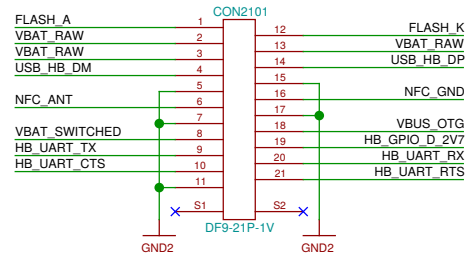 CON2101
FLASH_A 1
12 FLASH_K
VBAT_RAW 2
13 VBAT_RAW
VBAT_RAW 3
14 USB_HB_DP
USB_HB_DM 4
15
5
16 NFC_GND
NFC_ANT 6
17
7
18 VBUS_OTG
VBAT_SWITCHED 8
19 HB_GPIO_D_2V7
HB_UART_TX 9
20 HB_UART_RX
HB_UART_CTS 10
21 HB_UART_RTS
11
S1 S2
DF9-21P-1V
GND2 GND2